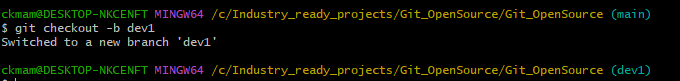 ckmam@DESKTOP-NKCENFT MINGW64 /c/Industry_ready_projects/Git_OpenSource/Git_OpenSource (main)
$ git checkout -b dev1
Switched to a new branch 'dev1'
ckmam@DESKTOP-NKCENFT MINGW64 /c/Industry_ready_projects/Git_OpenSource/Git_OpenSource (dev1)